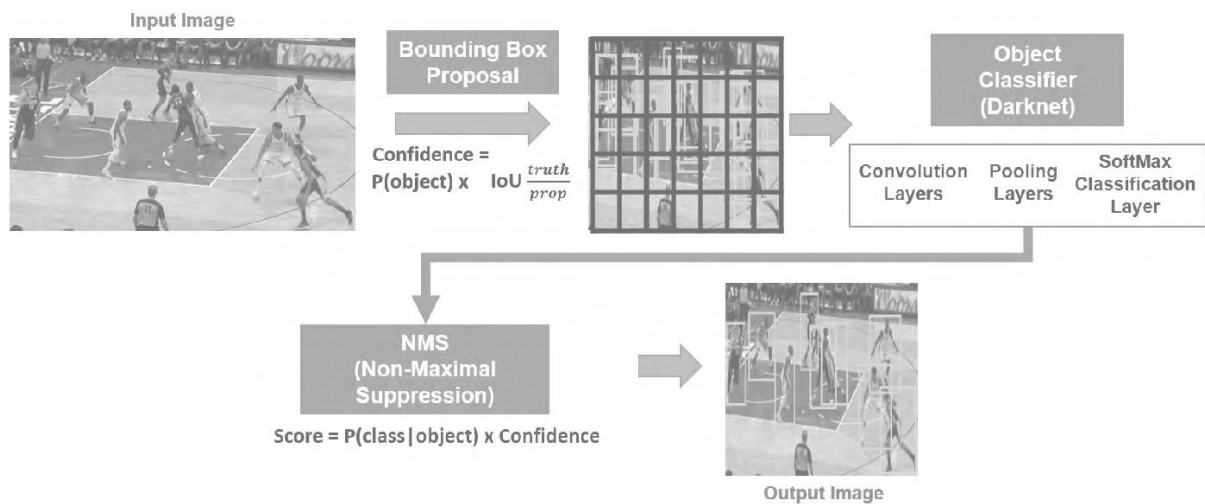 Input Image
Bounding Box
Proposal
Confidence =
P(object) x IoU truth/prop
Object
Classifier
(Darknet)
Convolution
Layers
Pooling
Layers
SoftMax
Classification
Layer
NMS
(Non-Maximal
Suppression)
Score = P(class|object) x Confidence
Output Image